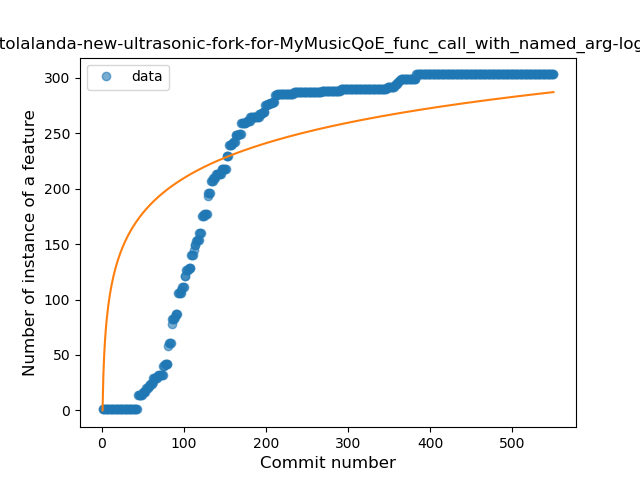 tolalanda-new-ultrasonic-fork-for-MyMusicQoE_func_call_with_named_arg-log
data
Number of instance of a feature
300
250
200
150
100
50
0
0 100 200 300 400 500
Commit number